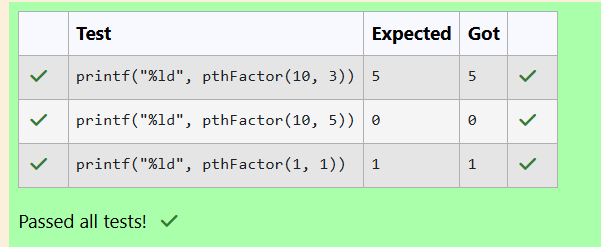 Test Expected Got
printf("%ld", pthFactor(10, 3)) 5 5
printf("%ld", pthFactor(10, 5)) 0 0
printf("%ld", pthFactor(1, 1)) 1 1
Passed all tests!